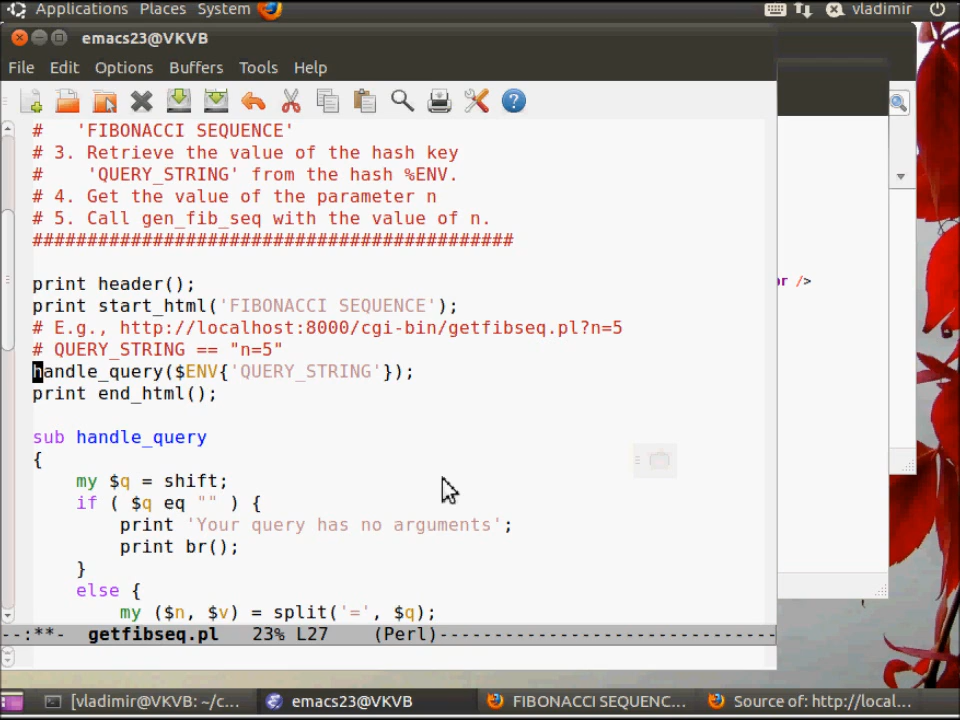 Applications Places System vladimir
emacs23@VKVB
File Edit Options Buffers Tools Help
#   'FIBONACCI SEQUENCE'
# 3. Retrieve the value of the hash key
#    'QUERY_STRING' from the hash %ENV.
# 4. Get the value of the parameter n
# 5. Call gen_fib_seq with the value of n.
############################################
print header();
print start_html('FIBONACCI SEQUENCE');
# E.g., http://localhost:8000/cgi-bin/getfibseq.pl?n=5
# QUERY_STRING == "n=5"
handle_query($ENV{'QUERY_STRING'});
print end_html();
sub handle_query
{
    my $q = shift;
    if ( $q eq "" ) {
        print 'Your query has no arguments';
        print br();
    }
    else {
        my ($n, $v) = split('=', $q);
--:**-  getfibseq.pl   23% L27    (Perl)-------------------------------
/>
[vladimir@VKVB: ~/c... emacs23@VKVB FIBONACCI SEQUENC... Source of: http://local...